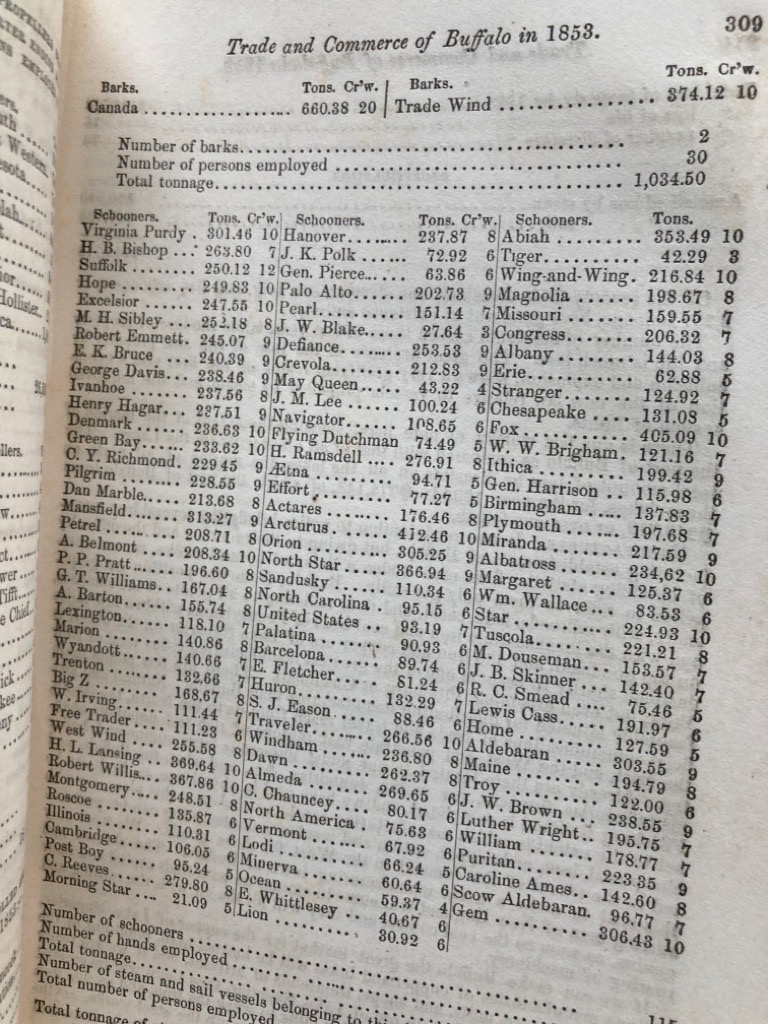 PROPELLER
EMPLOYED
Western,
Hollister
Tifft
Chief
Trade and Commerce of Buffalo in 1853. 309
Barks. Tons. Cr'w. Barks. Tons. Cr'w.
Canada .................. 660.38 20 Trade Wind ................ 374.12 10
Number of barks........ 2
Number of persons employed ........ 30
Total tonnage........ 1,034.50
Schooners. Tons. Cr'w.
Virginia Purdy . 301.46 10
H. B. Bishop ... 263.80 7
Suffolk ........ 250.12 12
Hope ........ 249.83 10
Excelsior ...... 247.55 10
M. H. Sibley ... 252.18 8
Robert Emmett. 245.07 9
E. K. Bruce ... 240.39 9
George Davis... 238.46 9
Ivanhoe ....... 237.56 8
Henry Hagar... 237.51 9
Denmark ...... 236.63 10
Green Bay...... 233.62 10
C. Y. Richmond. 229 45 9
Pilgrim ........ 228.55 9
Dan Marble..... 213.68 8
Mansfield....... 313.27 9
Petrel ......... 208.71 8
A. Belmont .... 208.34 10
P. P. Pratt .... 196.60 8
G. T. Williams.. 167.04 8
A. Barton ..... 155.74 8
Lexington...... 118.10 7
Marion ........ 140.86 8
Wyandott ...... 140.66 7
Trenton ....... 132.66 7
Big Z ......... 168.67 8
W. Irving...... 111.44 7
Free Trader .... 111.23 6
West Wind .... 255.58 8
H. L. Lansing .. 369.64 10
Robert Willis... 367.86 10
Montgomery .... 248.51 8
Roscoe ........ 135.87 6
Illinois ........ 110.31 6
Cambridge ..... 106.05 6
Post Boy ...... 95.24 5
C. Reeves...... 279.80 8
Morning Star ... 21.09 5
Schooners. Tons. Cr'w.
Hanover........ 237.87 8
J. K. Polk ..... 72.92 6
Gen. Pierce..... 63.86 6
Palo Alto....... 202.73 9
Pearl.......... 151.14 7
J. W. Blake..... 27.64 3
Defiance........ 253.53 9
Crevola ........ 212.83 9
May Queen..... 43.22 4
J. M. Lee ...... 100.24 6
Navigator....... 108.65 6
Flying Dutchman 74.49 5
H. Ramsdell .... 276.91 8
Ætna .......... 94.71 5
Effort .......... 77.27 5
Actares ........ 176.46 8
Arcturus........ 412.46 10
Orion .......... 305.25 9
North Star ..... 366.94 9
Sandusky ...... 110.34 6
North Carolina . 95.15 6
United States .. 93.19 7
Palatina ....... 90.93 6
Barcelona ...... 89.74 6
E. Fletcher..... 81.24 6
Huron ......... 132.29 7
S. J. Eason..... 88.46 6
Traveler........ 266.56 10
Windham ...... 236.80 8
Dawn ......... 262.37 8
Almeda ........ 269.65 6
C. Chauncey.... 80.17 6
North America . 75.63 6
Vermont ....... 67.92 6
Lodi .......... 66.24 5
Minerva ....... 60.64 6
Ocean ......... 59.37 4
E. Whittlesey .. 40.67 6
Lion .......... 30.92 6
Schooners. Tons.
Abiah ......... 353.49 10
Tiger.......... 42.29 3
Wing-and-Wing. 216.84 10
Magnolia ...... 198.67 8
Missouri ....... 159.55 7
Congress....... 206.32 7
Albany ........ 144.03 8
Erie........... 62.88 5
Stranger....... 124.92 7
Chesapeake .... 131.08 5
Fox ........... 405.09 10
W. W. Brigham. 121.16 7
Ithica ......... 199.42 9
Gen. Harrison .. 115.98 6
Birmingham .... 137.83 7
Plymouth ...... 197.68 7
Miranda ....... 217.59 9
Albatross ...... 234,62 10
Margaret ...... 125.37 6
Wm. Wallace... 83.53 6
Star .......... 224.93 10
Tuscola........ 221.21 8
M. Douseman... 153.57 7
J. B. Skinner ... 142.40 7
R. C. Smead .... 75.46 5
Lewis Cass..... 191.97 6
Home ......... 127.59 5
Aldebaran ..... 303.55 9
Maine ......... 194.79 8
Troy .......... 122.00 6
J. W. Brown ... 238.55 9
Luther Wright.. 195.75 7
William ....... 178.77 7
Puritan........ 223.35 9
Caroline Ames.. 142.60 8
Scow Aldebaran. 96.77 7
Gem .......... 306.43 10
Number of schooners ........ 115
Number of hands employed ........
Total tonnage........
Number of steam and sail vessels belonging to
Total number of persons employed
Total tonnage of